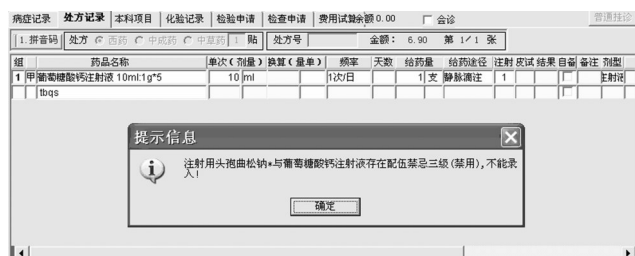 病症记录 处方记录 本科项目 化验记录 检验申请 检查申请 费用试算余额0.00 会诊 普通挂诊
1.拼音码 处方 西药 中成药 中草药 1 贴 处方号 金额: 6.90 第 1/1 张
组 药品名称 单次(剂量) 换算(量单) 频率 天数 给药量 给药途径 注射 皮试 结果 自备 备注 剂型
1 甲 葡萄糖酸钙注射液 10ml:1g*5 10 ml 1次/日 1 支 静脉滴注 1 注射液
tbqs
提示信息
注射用头孢曲松钠*与葡萄糖酸钙注射液存在配伍禁忌三级(禁用),不能录
入!
确定